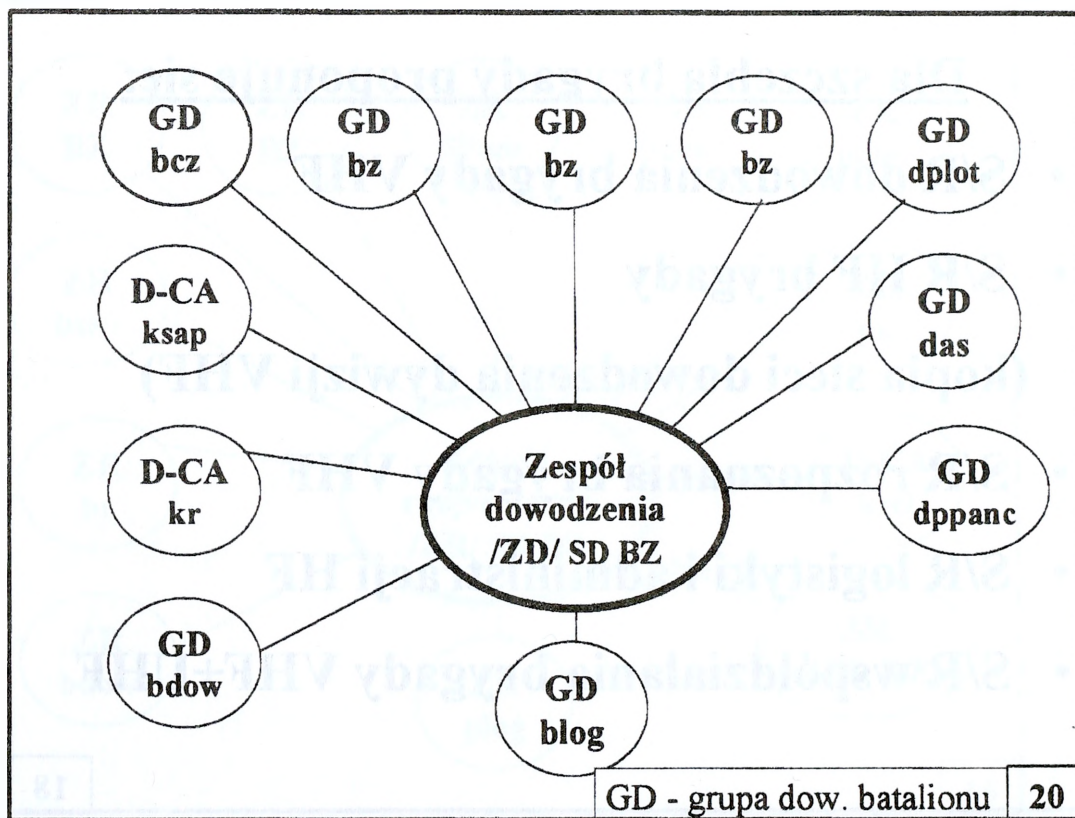 GD
bcz
GD
bz
GD
bz
GD
bz
GD
dplot
D-CA
ksap
GD
das
D-CA
kr
Zespół
dowodzenia
/ZD/ SD BZ
GD
dppanc
GD
bdow
GD
blog
GD - grupa dow. batalionu
20